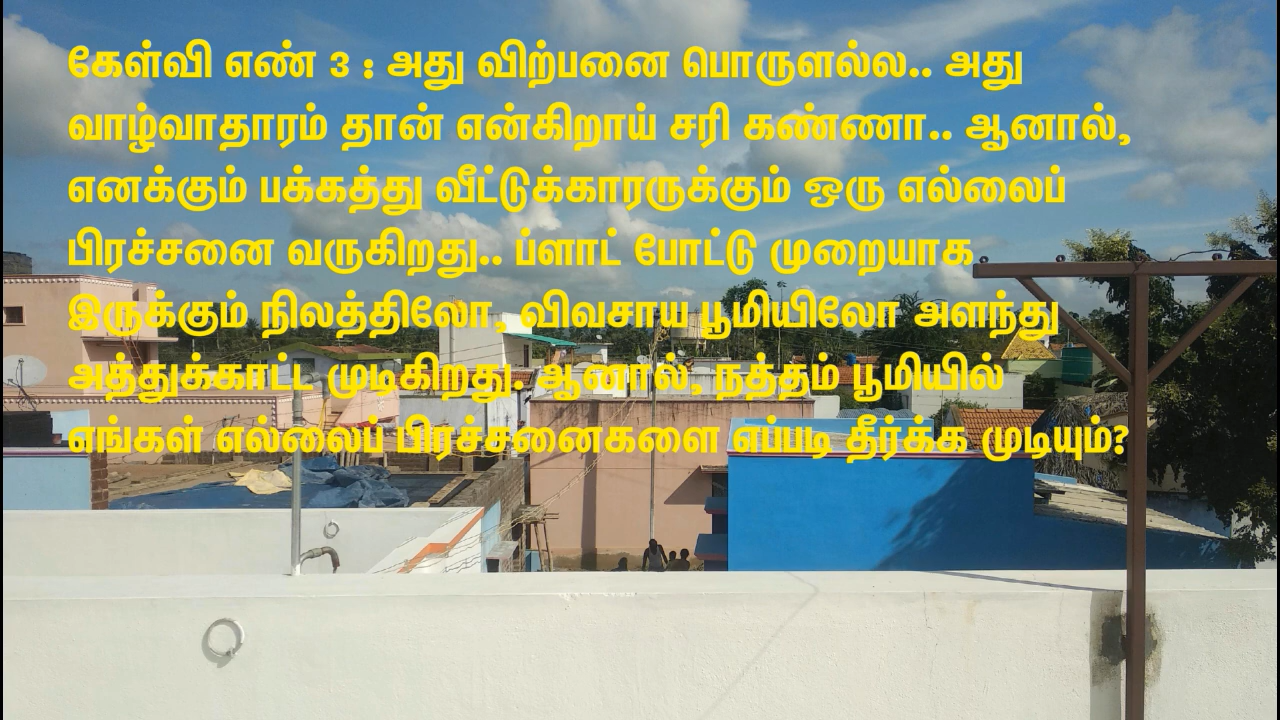 கேள்வி எண் 3 : அது விற்பனை பொருளல்ல.. அது
வாழ்வாதாரம் தான் என்கிறாய் சரி கண்ணா.. ஆனால்,
எனக்கும் பக்கத்து வீட்டுக்காரருக்கும் ஒரு எல்லைப்
பிரச்சனை வருகிறது.. ப்ளாட் போட்டு முறையாக
இருக்கும் நிலத்திலோ, விவசாய பூமியிலோ அளந்து
அத்துக்காட்ட முடிகிறது. ஆனால், நத்தம் பூமியில்
எங்கள் எல்லைப் பிரச்சனைகளை எப்படி தீர்க்க முடியும்?